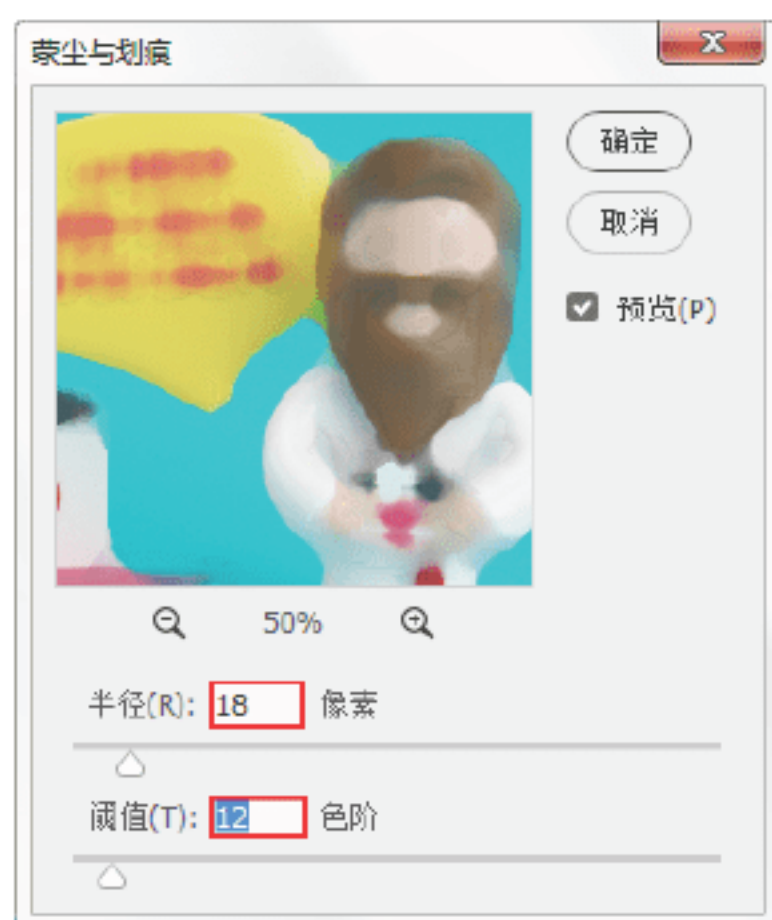 蒙尘与划痕
确定
取消
预览(P)
50%
半径(R): 18 像素
阈值(T): 12 色阶